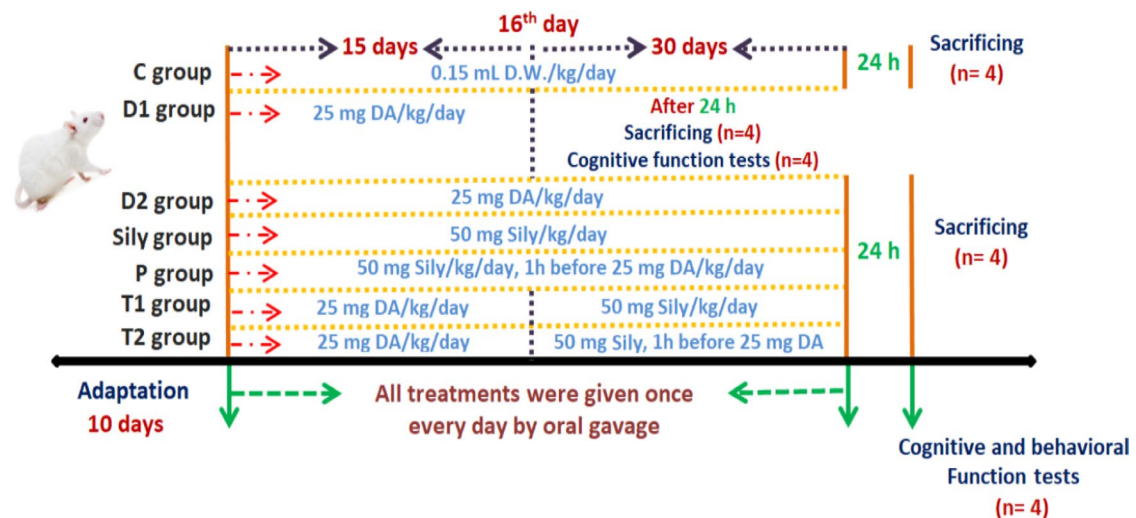 16th day
15 days
30 days
C group
0.15 mL D.W./kg/day
24 h
Sacrificing
(n= 4)
D1 group
25 mg DA/kg/day
After 24 h
Sacrificing (n=4)
Cognitive function tests (n=4)
D2 group
25 mg DA/kg/day
Sily group
50 mg Sily/kg/day
P group
50 mg Sily/kg/day, 1h before 25 mg DA/kg/day
T1 group
25 mg DA/kg/day
50 mg Sily/kg/day
T2 group
25 mg DA/kg/day
50 mg Sily, 1h before 25 mg DA
24 h
Sacrificing
(n= 4)
Adaptation
10 days
All treatments were given once
every day by oral gavage
Cognitive and behavioral
Function tests
(n= 4)